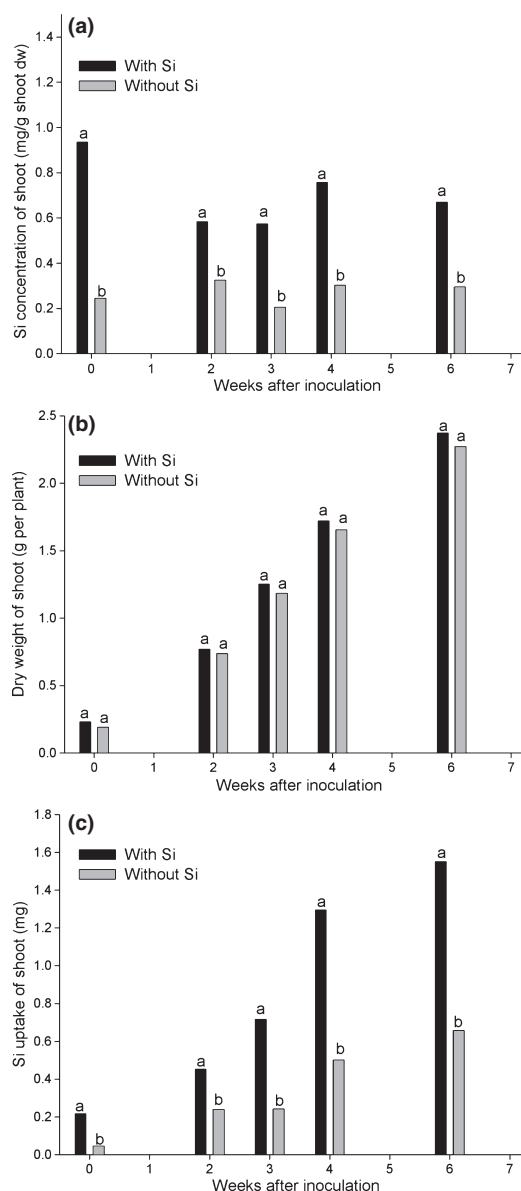 (a)
With Si
Without Si
Si concentration of shoot (mg/g shoot dw)
1.4
1.2
1.0
0.8
0.6
0.4
0.2
0.0
a b a b a b a b a b
0 1 2 3 4 5 6 7
Weeks after inoculation
(b)
With Si
Without Si
Dry weight of shoot (g per plant)
2.5
2.0
1.5
1.0
0.5
0.0
a a a a a a a a a a
0 1 2 3 4 5 6 7
Weeks after inoculation
(c)
With Si
Without Si
Si uptake of shoot (mg)
1.8
1.6
1.4
1.2
1.0
0.8
0.6
0.4
0.2
0.0
a b a b a b a b a b
0 1 2 3 4 5 6 7
Weeks after inoculation